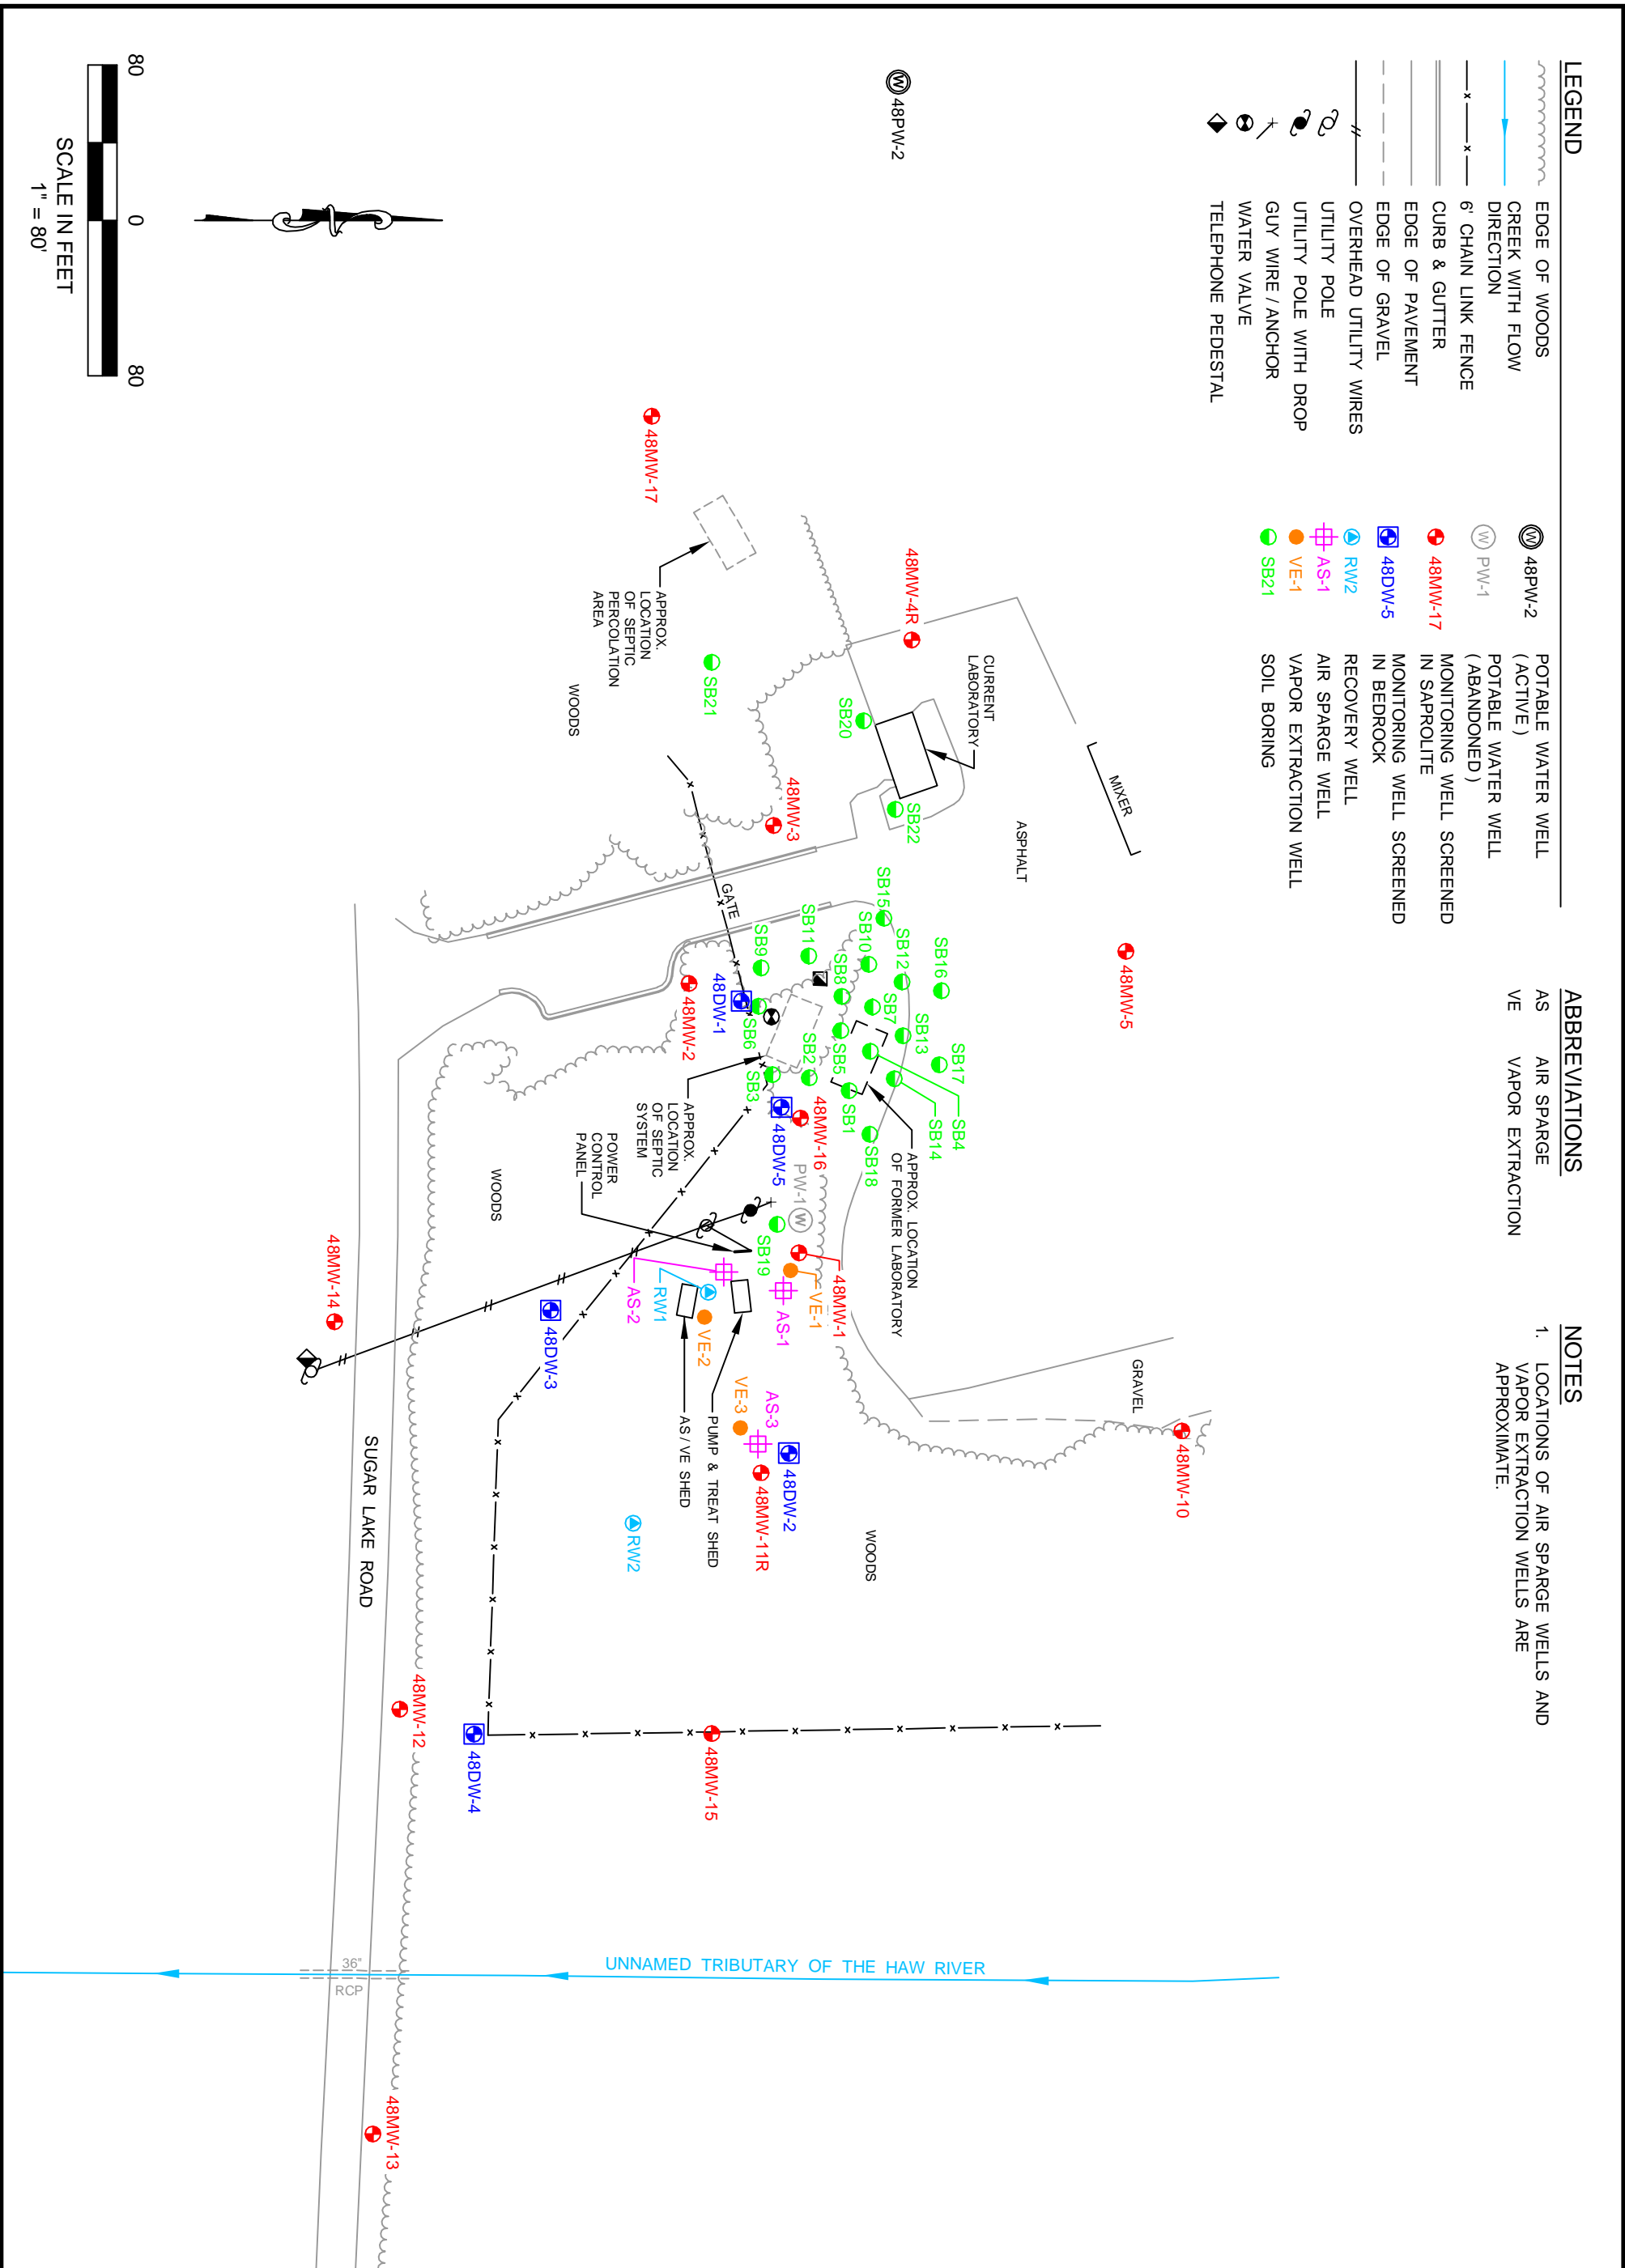 LEGEND
EDGE OF WOODS
CREEK WITH FLOW
DIRECTION
6' CHAIN LINK FENCE
CURB & GUTTER
EDGE OF PAVEMENT
EDGE OF GRAVEL
OVERHEAD UTILITY WIRES
UTILITY POLE
UTILITY POLE WITH DROP
GUY WIRE / ANCHOR
WATER VALVE
TELEPHONE PEDESTAL
W 48PW-2
POTABLE WATER WELL
( ACTIVE )
W PW-1
POTABLE WATER WELL
( ABANDONED )
48MW-17
MONITORING WELL SCREENED
IN SAPROLITE
48DW-5
MONITORING WELL SCREENED
IN BEDROCK
RW2
RECOVERY WELL
AS-1
AIR SPARGE WELL
VE-1
VAPOR EXTRACTION WELL
SB21
SOIL BORING
ABBREVIATIONS
AS AIR SPARGE
VE VAPOR EXTRACTION
NOTES
1. LOCATIONS OF AIR SPARGE WELLS AND
VAPOR EXTRACTION WELLS ARE
APPROXIMATE.
W 48PW-2
48MW-5
48MW-10
GRAVEL
MIXER
ASPHALT
CURRENT
LABORATORY
48MW-4R
SB20
SB22
SB15
SB16
SB12
SB10
SB11
SB8
SB7
SB13
SB17
SB4
SB14
SB5
SB1
SB18
SB2
SB9
SB6
SB3
APPROX. LOCATION
OF FORMER LABORATORY
48MW-16
48DW-5
PW-1
W
48MW-1
VE-1
AS-1
SB19
48MW-3
GATE
48DW-1
48MW-2
SB21
48MW-17
APPROX.
LOCATION
OF SEPTIC
PERCOLATION
AREA
WOODS
APPROX.
LOCATION
OF SEPTIC
SYSTEM
POWER
CONTROL
PANEL
WOODS
AS-2
RW1
VE-2
VE-3
AS-3
48DW-2
48MW-11R
PUMP & TREAT SHED
AS / VE SHED
WOODS
RW2
48DW-3
48MW-14
48MW-15
48DW-4
48MW-12
48MW-13
SUGAR LAKE ROAD
36"
RCP
UNNAMED TRIBUTARY OF THE HAW RIVER
80 0 80
SCALE IN FEET
1" = 80'